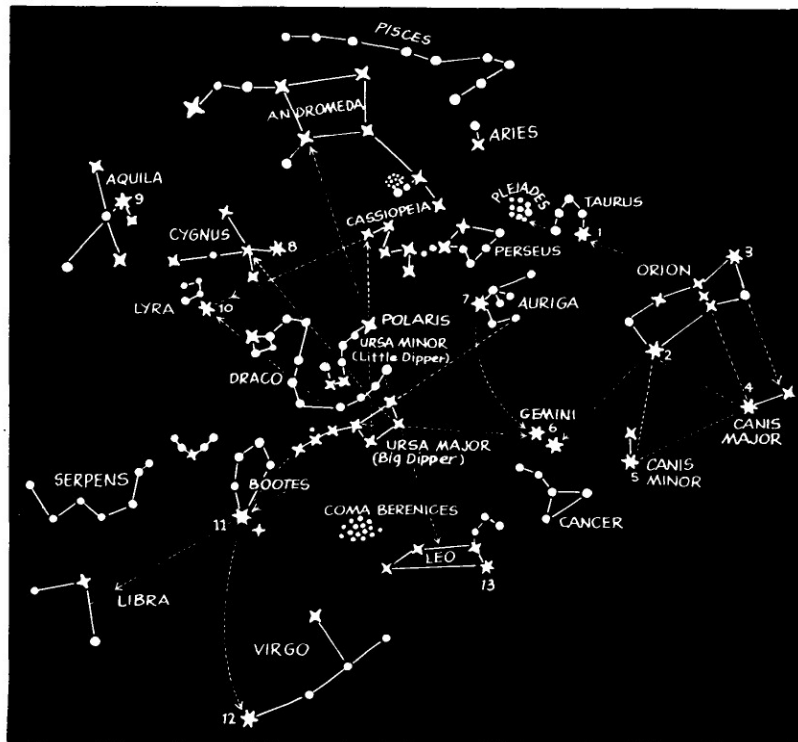 PISCES
ANDROMEDA
ARIES
AQUILA
9
PLEJADES
TAURUS
1
CASSIOPEIA
CYGNUS
8
PERSEUS
ORION
3
LYRA
10
7
AURIGA
POLARIS
URSA MINOR
(Little Dipper)
2
DRACO
4
GEMINI
6
CANIS
MAJOR
URSA MAJOR
(Big Dipper)
SERPENS
BOOTES
5
CANIS
MINOR
11
COMA BERENICES
CANCER
LEO
13
LIBRA
VIRGO
12